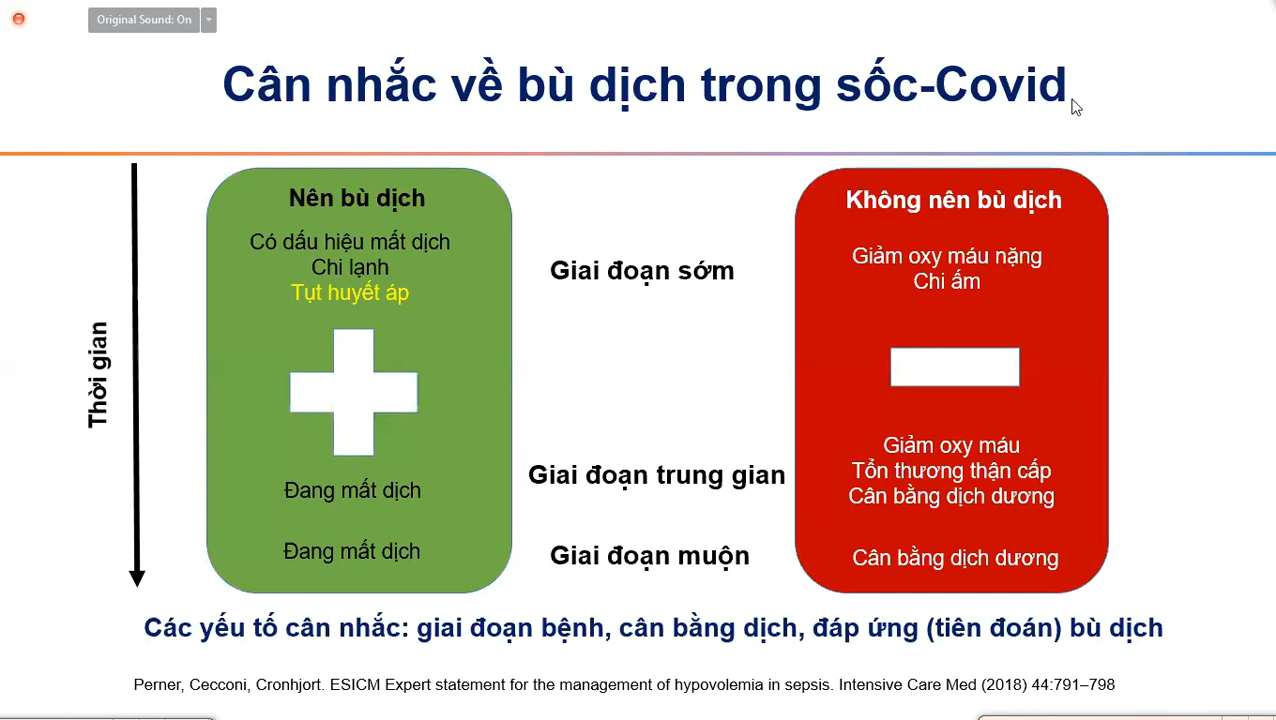 Original Sound: On
Cân nhắc về bù dịch trong sốc-Covid
Thời gian
Nên bù dịch
Có dấu hiệu mất dịch
Chi lạnh
Tụt huyết áp
Đang mất dịch
Đang mất dịch
Giai đoạn sớm
Giai đoạn trung gian
Giai đoạn muộn
Không nên bù dịch
Giảm oxy máu nặng
Chi ấm
Giảm oxy máu
Tổn thương thận cấp
Cân bằng dịch dương
Cân bằng dịch dương
Các yếu tố cân nhắc: giai đoạn bệnh, cân bằng dịch, đáp ứng (tiên đoán) bù dịch
Perner, Cecconi, Cronhjort. ESICM Expert statement for the management of hypovolemia in sepsis. Intensive Care Med (2018) 44:791–798